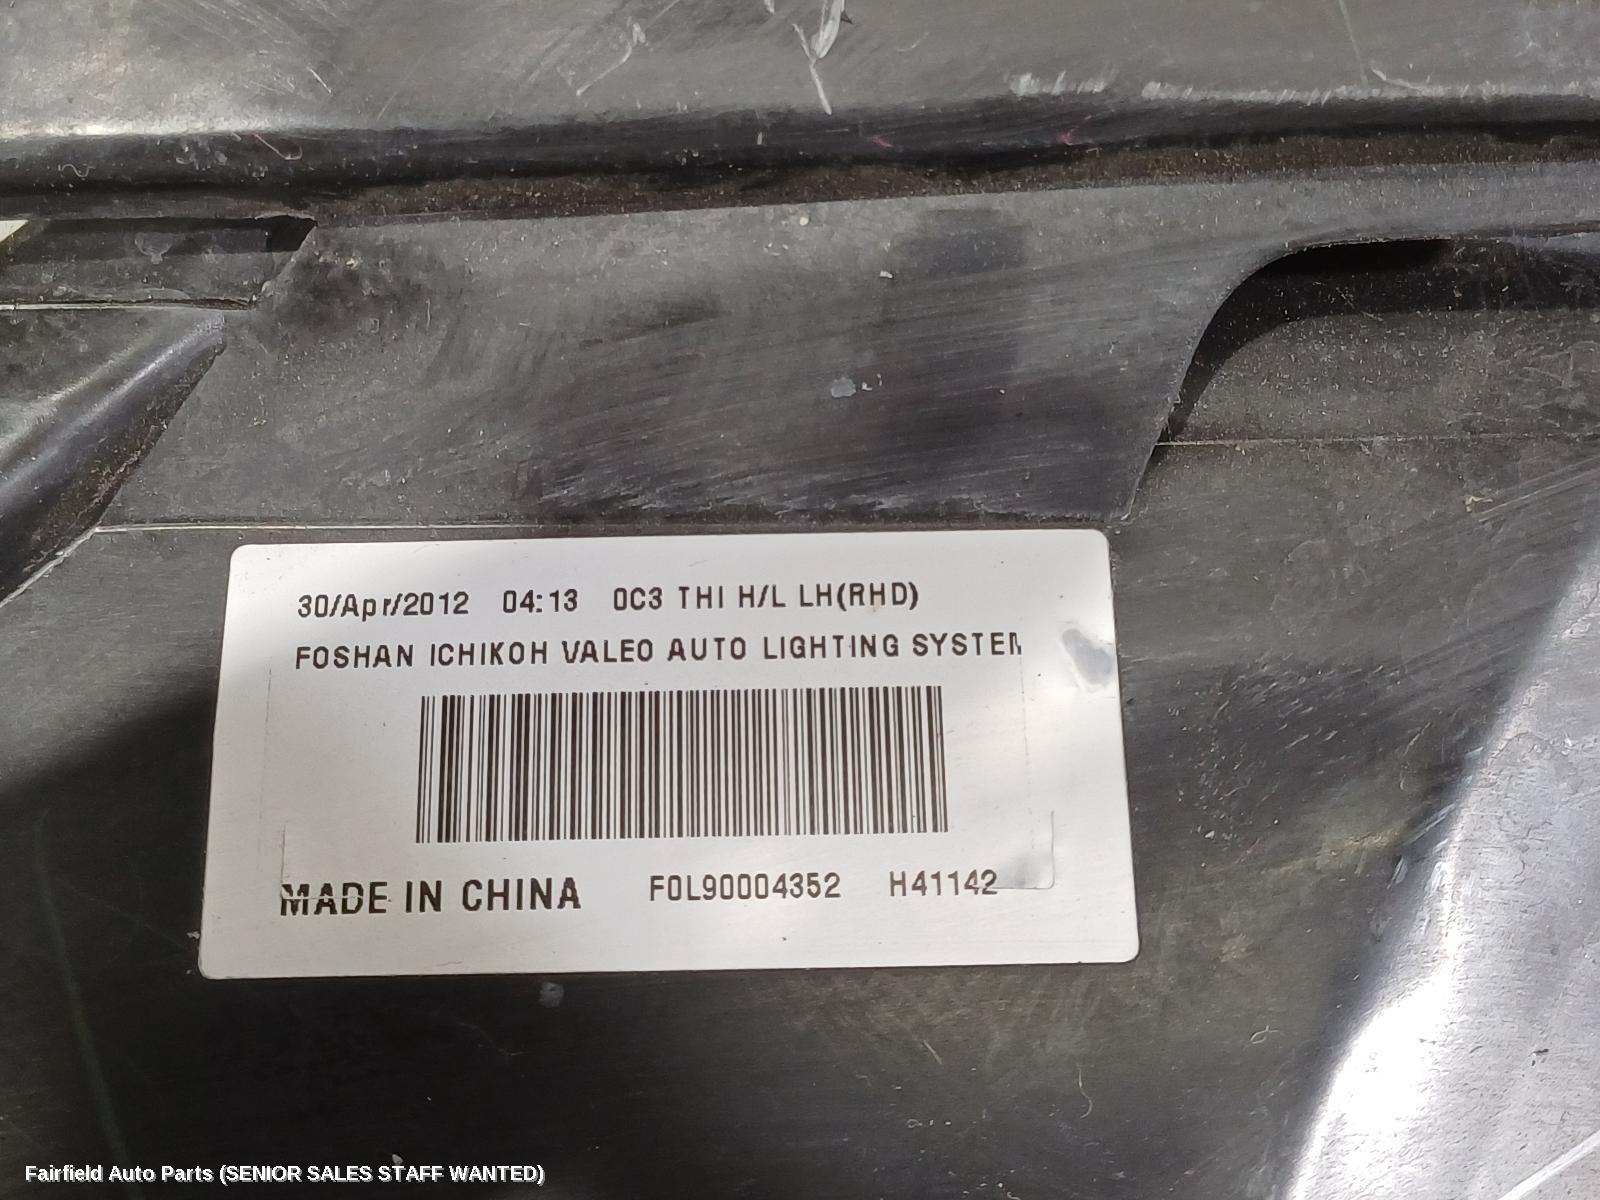 30/Apr/2012 04:13 0C3 THI H/L LH(RHD)
FOSHAN ICHIKOH VALEO AUTO LIGHTING SYSTEM
MADE IN CHINA F0L90004352 H41142
Fairfield Auto Parts (SENIOR SALES STAFF WANTED)